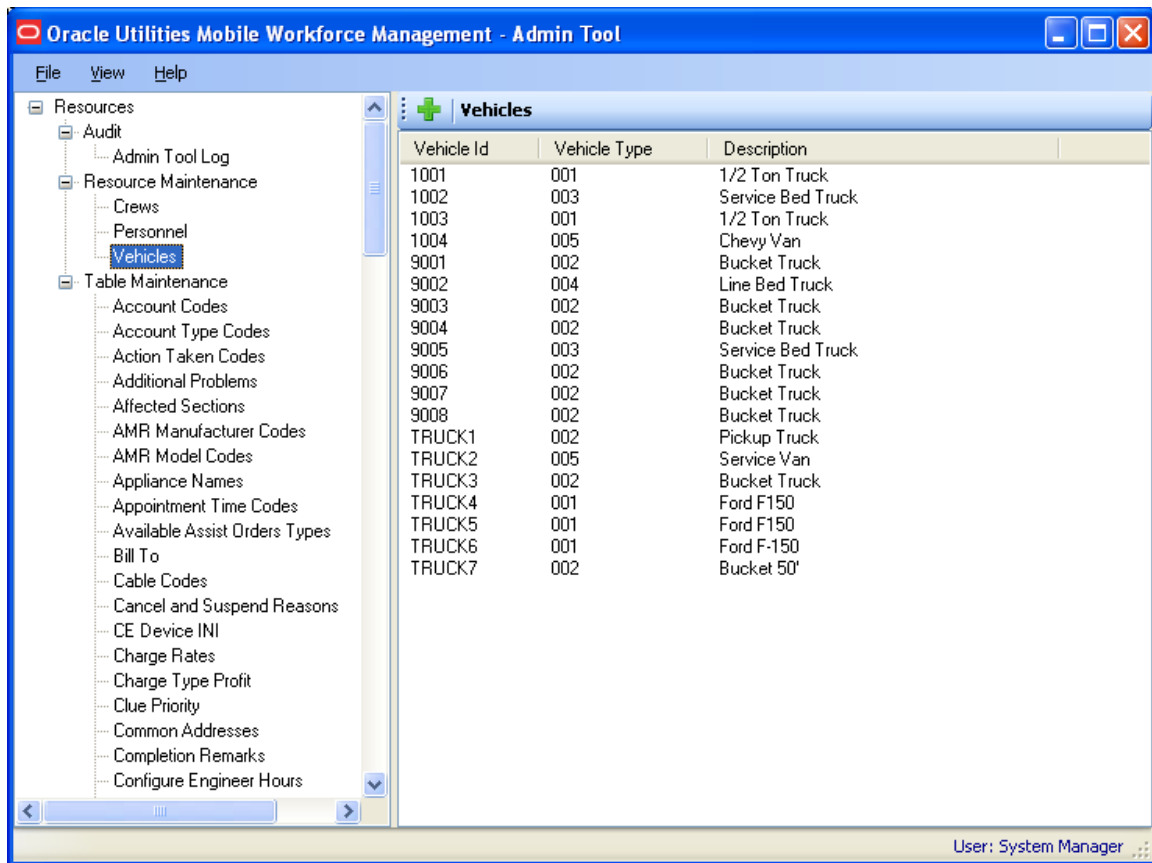 Oracle Utilities Mobile Workforce Management - Admin Tool
File View Help
Resources
Audit
Admin Tool Log
Resource Maintenance
Crews
Personnel
Vehicles
Table Maintenance
Account Codes
Account Type Codes
Action Taken Codes
Additional Problems
Affected Sections
AMR Manufacturer Codes
AMR Model Codes
Appliance Names
Appointment Time Codes
Available Assist Orders Types
Bill To
Cable Codes
Cancel and Suspend Reasons
CE Device INI
Charge Rates
Charge Type Profit
Clue Priority
Common Addresses
Completion Remarks
Configure Engineer Hours
Vehicles
Vehicle Id Vehicle Type Description
1001 001 1/2 Ton Truck
1002 003 Service Bed Truck
1003 001 1/2 Ton Truck
1004 005 Chevy Van
9001 002 Bucket Truck
9002 004 Line Bed Truck
9003 002 Bucket Truck
9004 002 Bucket Truck
9005 003 Service Bed Truck
9006 002 Bucket Truck
9007 002 Bucket Truck
9008 002 Bucket Truck
TRUCK1 002 Pickup Truck
TRUCK2 005 Service Van
TRUCK3 002 Bucket Truck
TRUCK4 001 Ford F150
TRUCK5 001 Ford F150
TRUCK6 001 Ford F-150
TRUCK7 002 Bucket 50'
User: System Manager